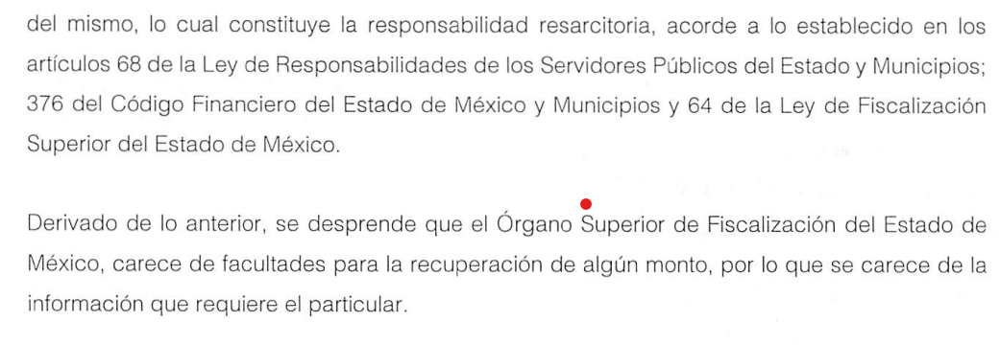 del mismo, lo cual constituye la responsabilidad resarcitoria, acorde a lo establecido en los
artículos 68 de la Ley de Responsabilidades de los Servidores Públicos del Estado y Municipios;
376 del Código Financiero del Estado de México y Municipios y 64 de la Ley de Fiscalización
Superior del Estado de México.
Derivado de lo anterior, se desprende que el Órgano Superior de Fiscalización del Estado de
México, carece de facultades para la recuperación de algún monto, por lo que se carece de la
información que requiere el particular.